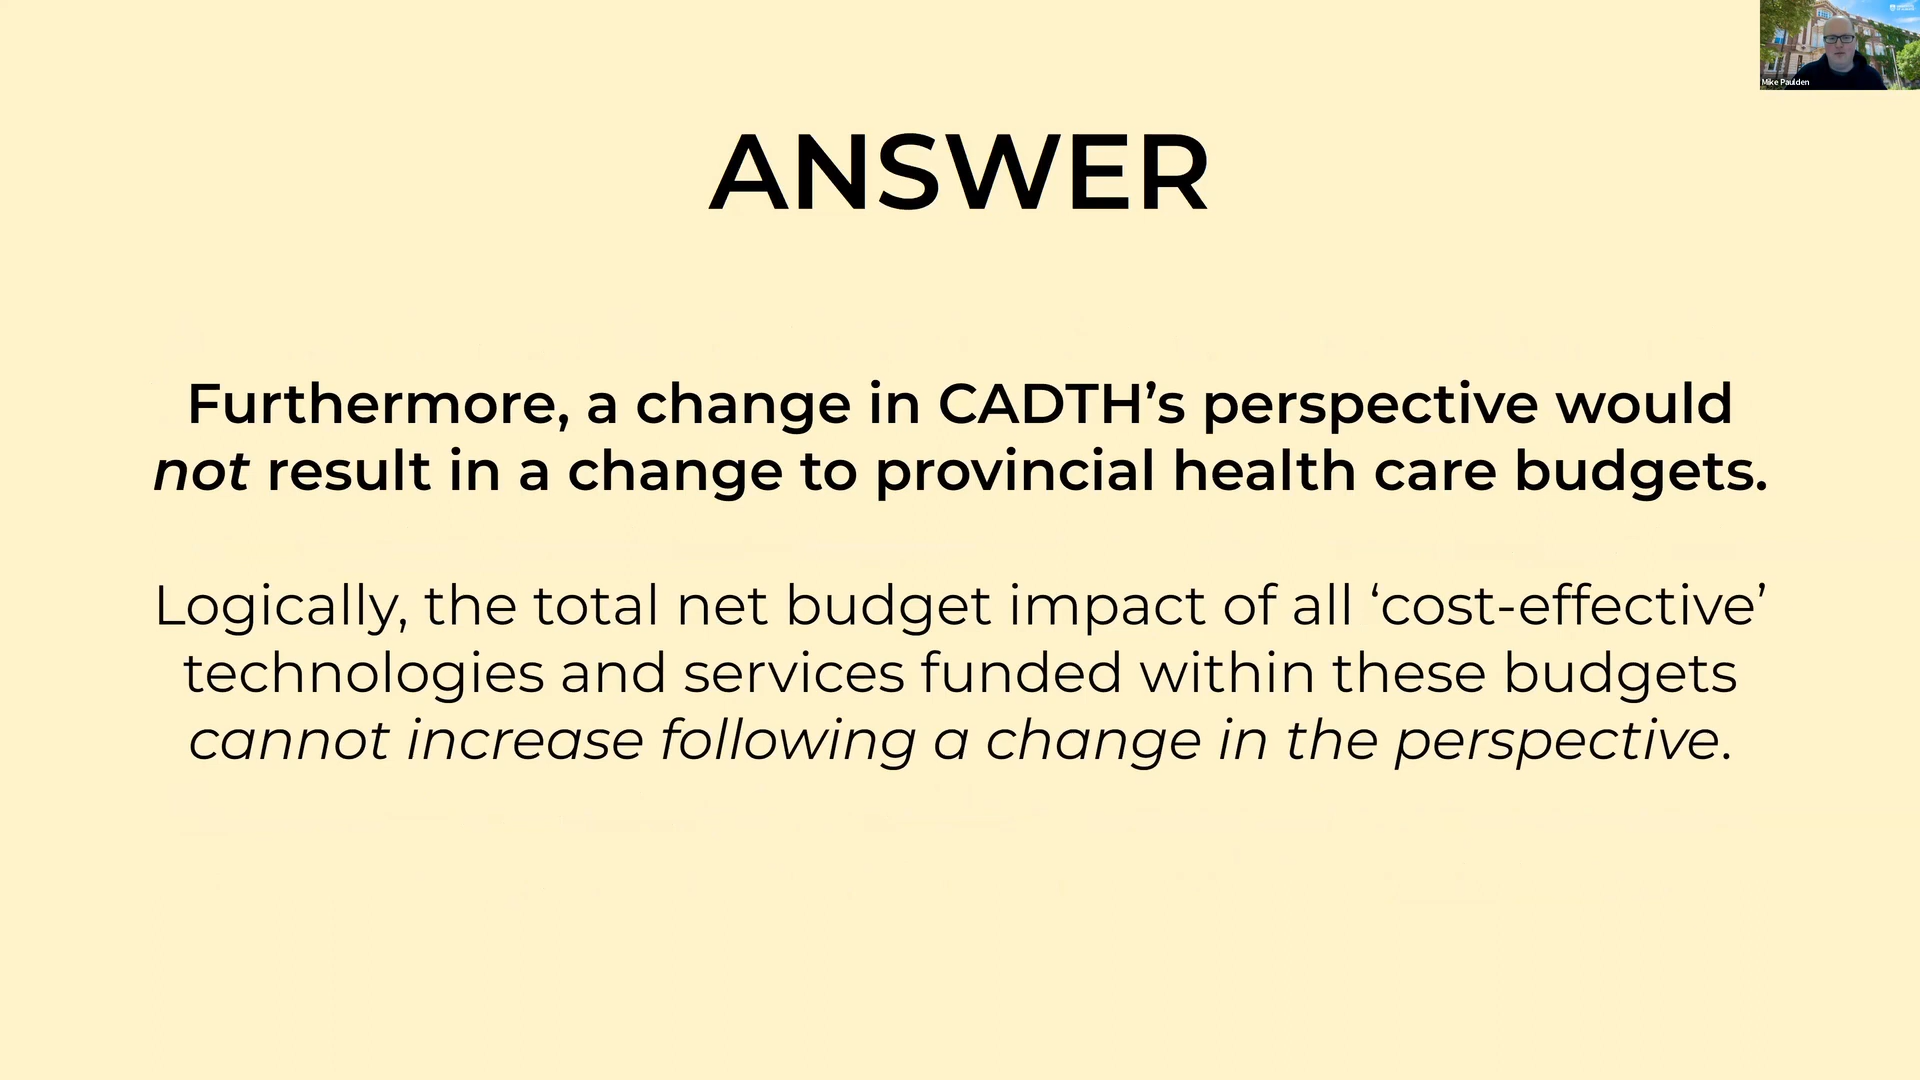 Mike Paulden
ANSWER
Furthermore, a change in CADTH’s perspective would
not result in a change to provincial health care budgets.
Logically, the total net budget impact of all ‘cost-effective’
technologies and services funded within these budgets
cannot increase following a change in the perspective.